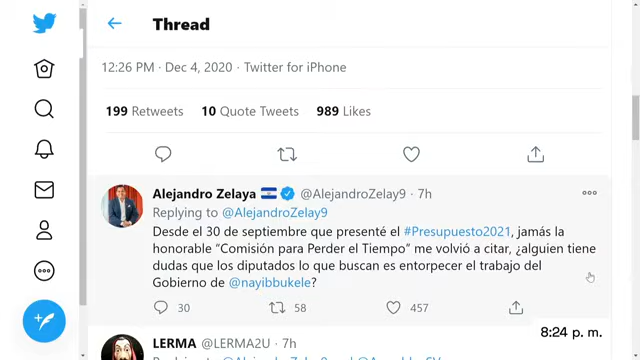 Thread
12:26 PM · Dec 4, 2020 · Twitter for iPhone
199 Retweets 10 Quote Tweets 989 Likes
Alejandro Zelaya @AlejandroZelay9 · 7h
Replying to @AlejandroZelay9
Desde el 30 de septiembre que presenté el #Presupuesto2021, jamás la
honorable “Comisión para Perder el Tiempo” me volvió a citar, ¿alguien tiene
dudas que los diputados lo que buscan es entorpecer el trabajo del
Gobierno de @nayibbukele?
30 58 457
8:24 p. m.
LERMA @LERMA2U · 7h